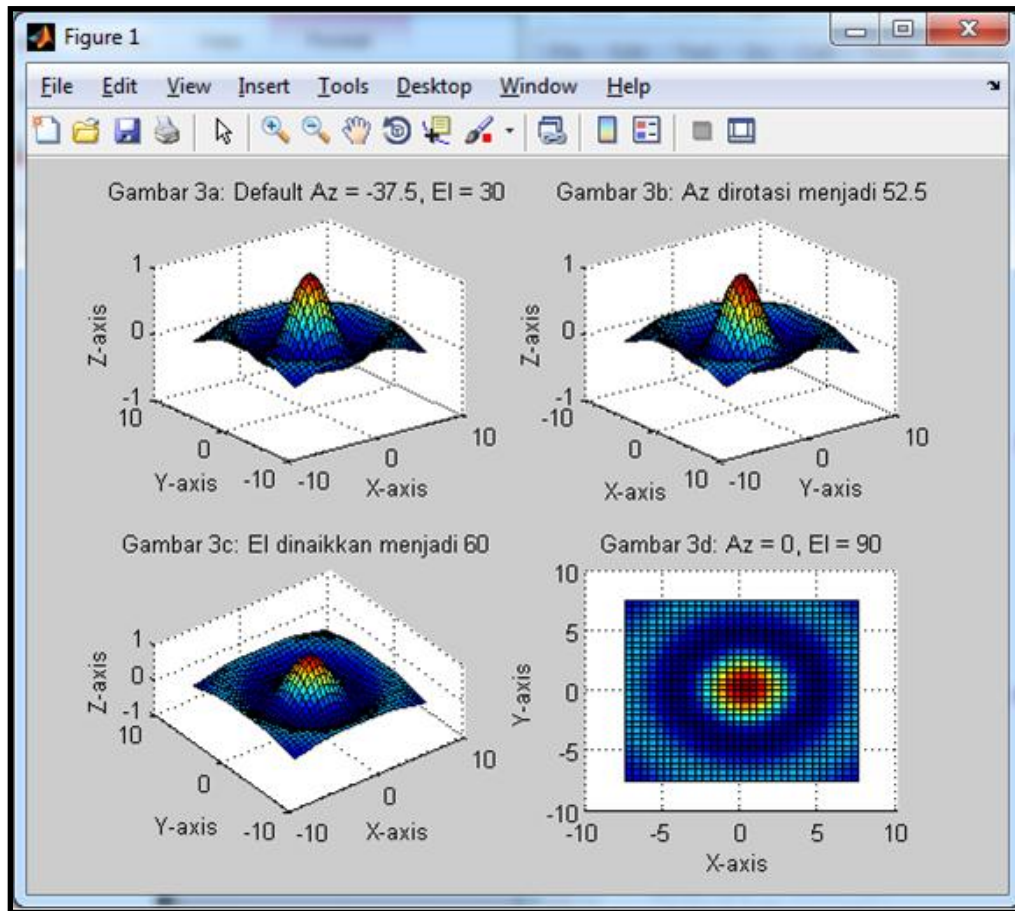 Figure 1
File Edit View Insert Tools Desktop Window Help
Gambar 3a: Default Az = -37.5, El = 30
1
0
-1
Z-axis
10
0
-10
Y-axis
-10
0
10
X-axis
Gambar 3b: Az dirotasi menjadi 52.5
1
0
-1
Z-axis
-10
0
10
X-axis
-10
0
10
Y-axis
Gambar 3c: El dinaikkan menjadi 60
1
0
-1
Z-axis
10
0
-10
Y-axis
-10
0
10
X-axis
Gambar 3d: Az = 0, El = 90
10
5
0
-5
-10
Y-axis
-10
-5
0
5
10
X-axis